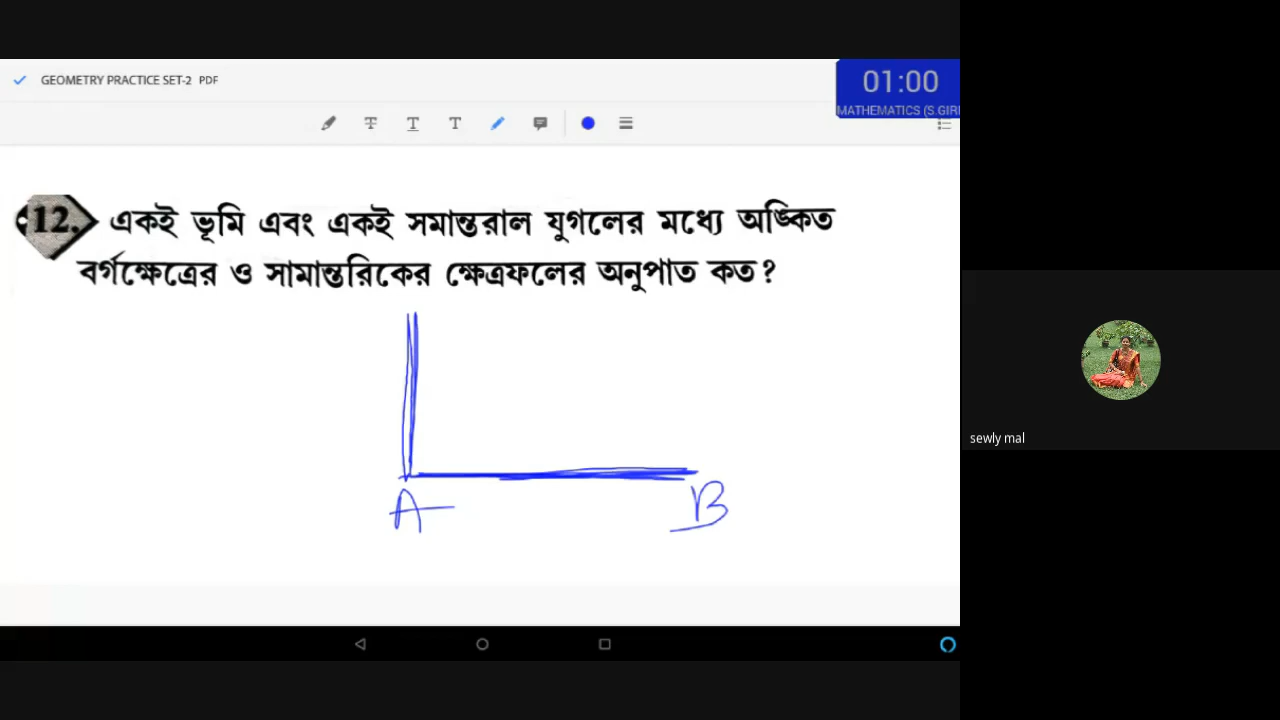 GEOMETRY PRACTICE SET-2 PDF
01:00
MATHEMATICS (S.GIRI
12. একই ভূমি এবং একই সমান্তরাল যুগলের মধ্যে অঙ্কিত
বর্গক্ষেত্রের ও সামান্তরিকের ক্ষেত্রফলের অনুপাত কত?
A B
sewly mal